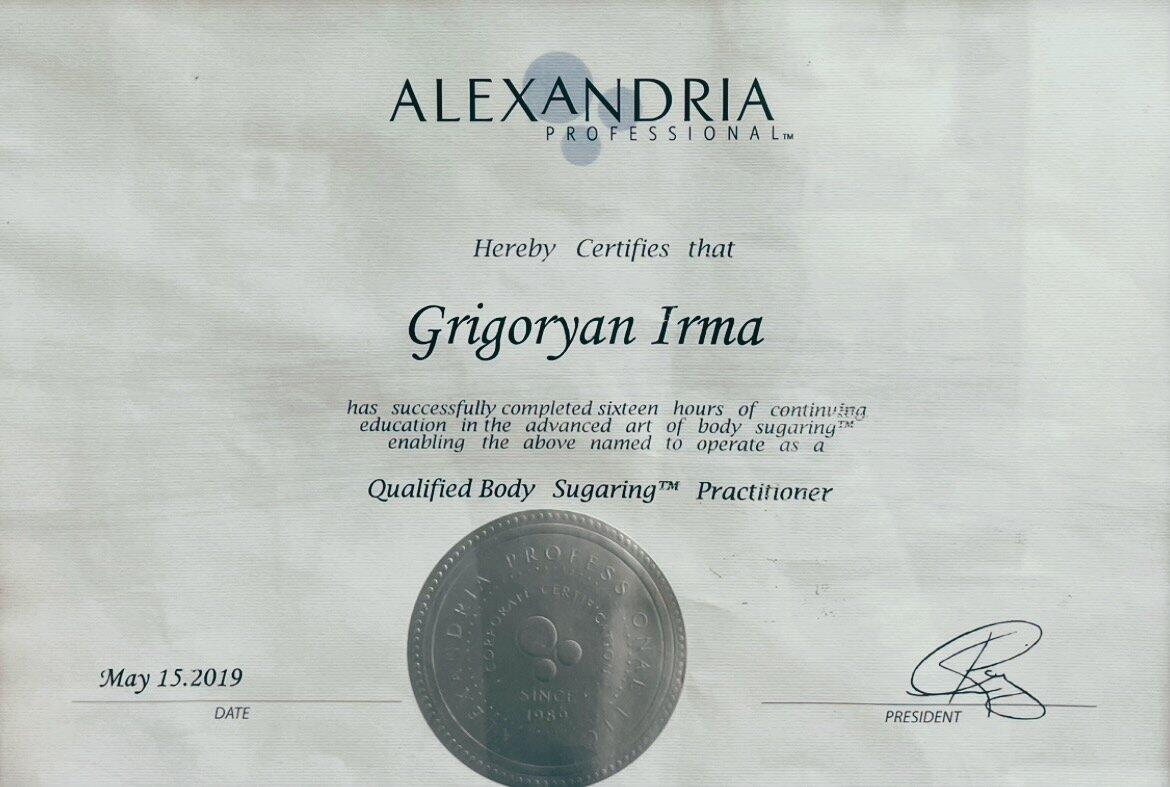 ALEXANDRIA
PROFESSIONAL™
Hereby Certifies that
Grigoryan Irma
has successfully completed sixteen hours of continuing
education in the advanced art of body sugaring™
enabling the above named to operate as a
Qualified Body Sugaring™ Practitioner
ALEXANDRIA PROFESSIONAL INC
CORPORATE CERTIFICATION
SINCE
1989
May 15.2019
DATE
PRESIDENT